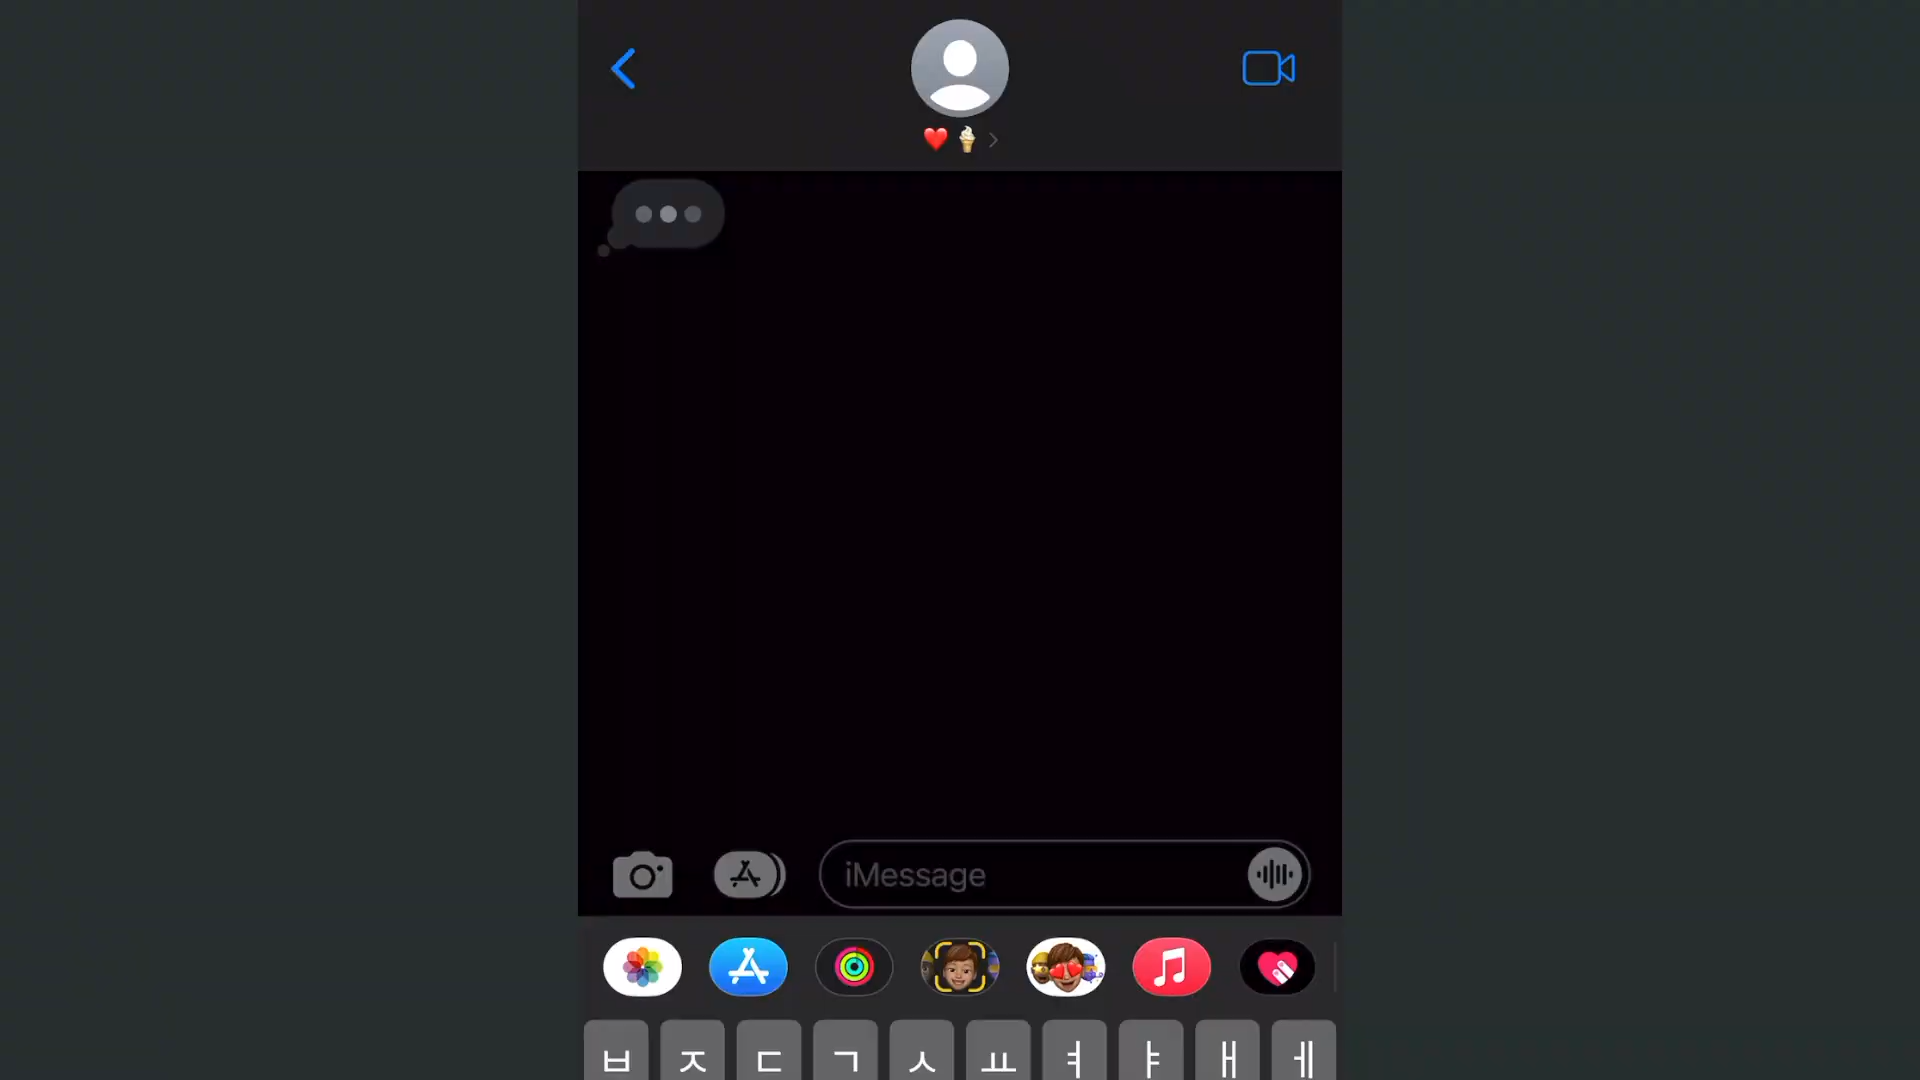 ❤️🍦
iMessage
ㅂ ㅈ ㄷ ㄱ ㅅ ㅛ ㅕ ㅑ ㅐ ㅔ